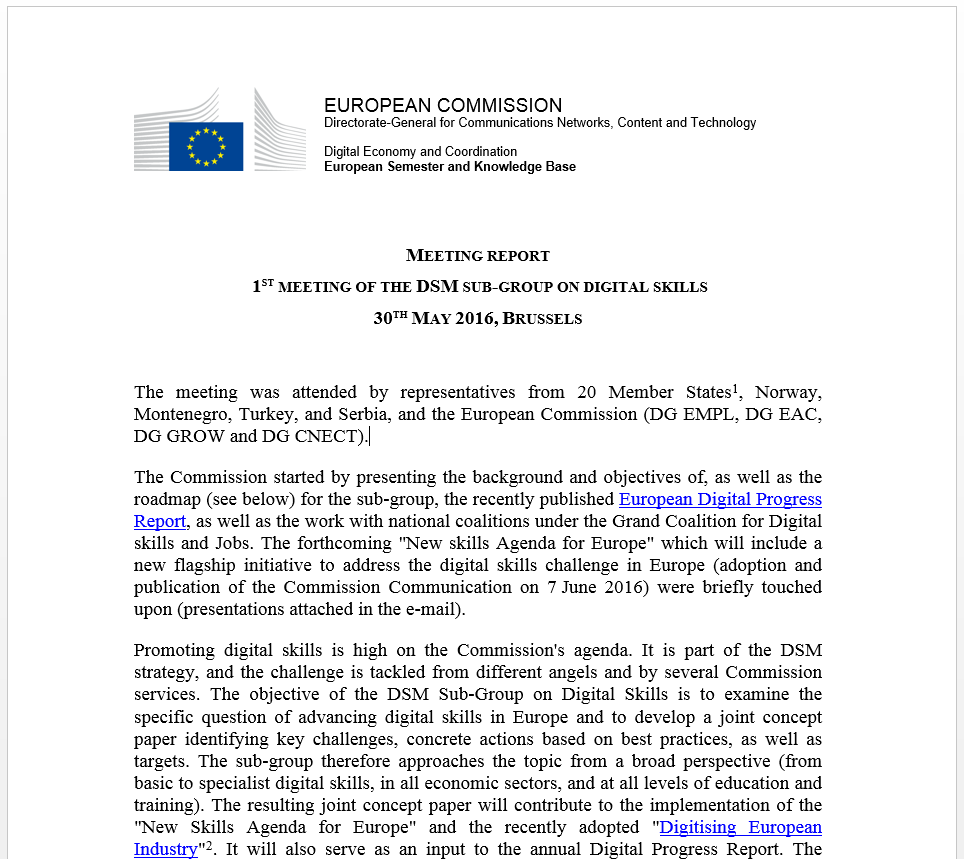 EUROPEAN COMMISSION
Directorate-General for Communications Networks, Content and Technology
Digital Economy and Coordination
European Semester and Knowledge Base
MEETING REPORT
1ST MEETING OF THE DSM SUB-GROUP ON DIGITAL SKILLS
30TH MAY 2016, BRUSSELS
The meeting was attended by representatives from 20 Member States1, Norway,
Montenegro, Turkey, and Serbia, and the European Commission (DG EMPL, DG EAC,
DG GROW and DG CNECT).
The Commission started by presenting the background and objectives of, as well as the
roadmap (see below) for the sub-group, the recently published European Digital Progress
Report, as well as the work with national coalitions under the Grand Coalition for Digital
skills and Jobs. The forthcoming "New skills Agenda for Europe" which will include a
new flagship initiative to address the digital skills challenge in Europe (adoption and
publication of the Commission Communication on 7 June 2016) were briefly touched
upon (presentations attached in the e-mail).
Promoting digital skills is high on the Commission's agenda. It is part of the DSM
strategy, and the challenge is tackled from different angels and by several Commission
services. The objective of the DSM Sub-Group on Digital Skills is to examine the
specific question of advancing digital skills in Europe and to develop a joint concept
paper identifying key challenges, concrete actions based on best practices, as well as
targets. The sub-group therefore approaches the topic from a broad perspective (from
basic to specialist digital skills, in all economic sectors, and at all levels of education and
training). The resulting joint concept paper will contribute to the implementation of the
"New Skills Agenda for Europe" and the recently adopted "Digitising European
Industry"2. It will also serve as an input to the annual Digital Progress Report. The